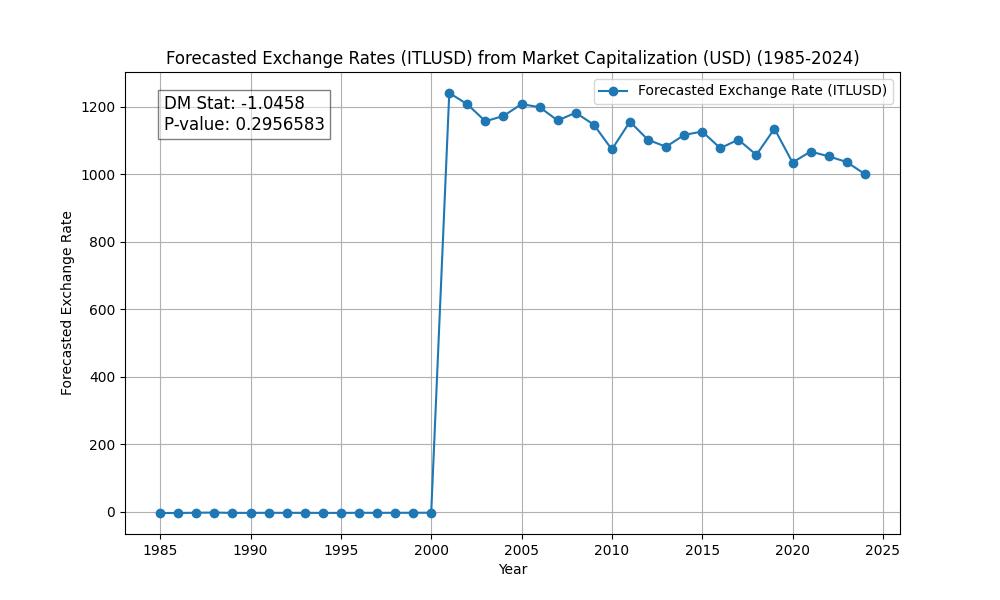 Forecasted Exchange Rates (ITLUSD) from Market Capitalization (USD) (1985-2024)
DM Stat: -1.0458
P-value: 0.2956583
Forecasted Exchange Rate (ITLUSD)
Forecasted Exchange Rate
1200
1000
800
600
400
200
0
1985 1990 1995 2000 2005 2010 2015 2020 2025
Year